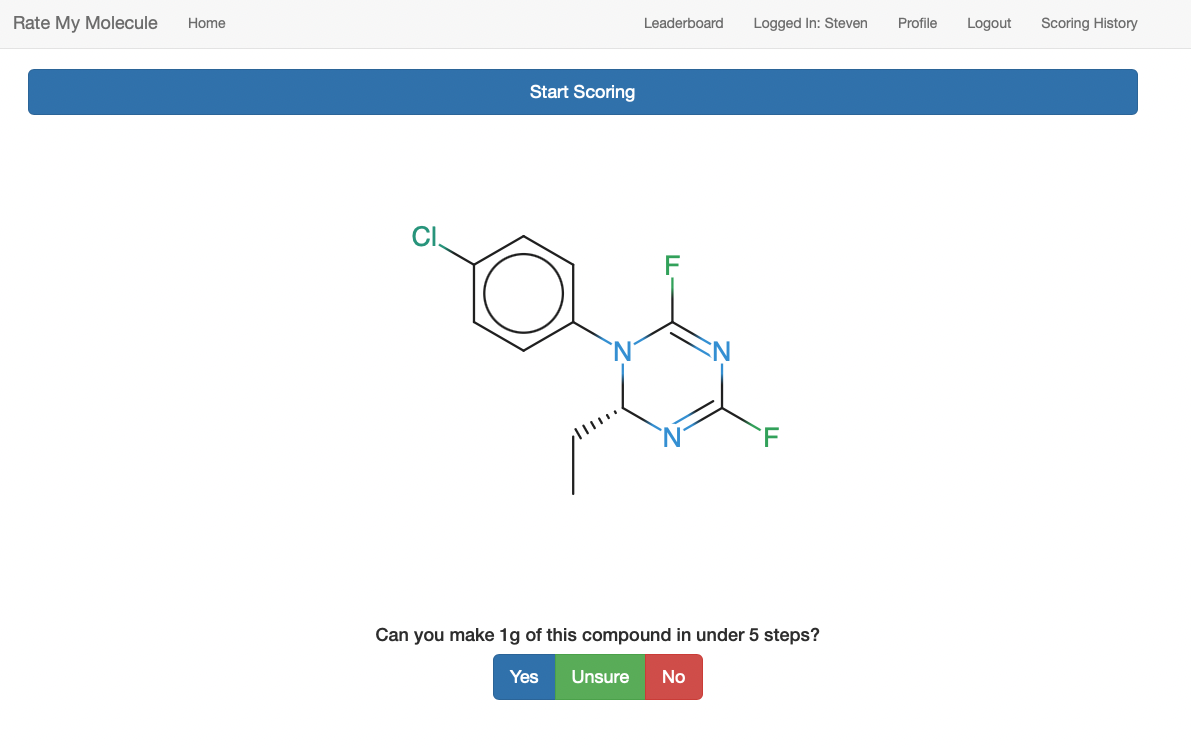 Rate My Molecule Home Leaderboard Logged In: Steven Profile Logout Scoring History
Start Scoring
Cl
F
N N
N F
Can you make 1g of this compound in under 5 steps?
Yes Unsure No